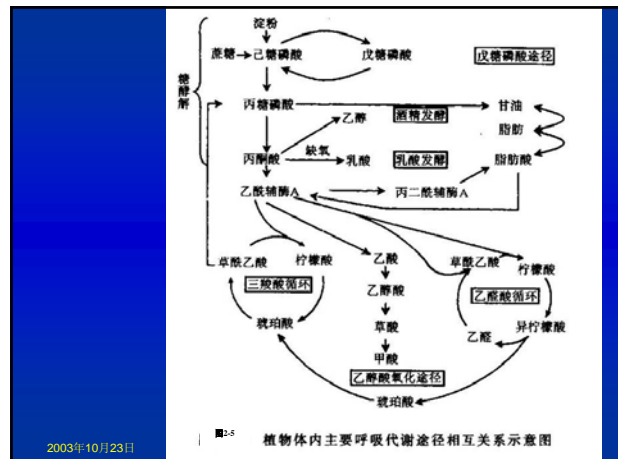 淀粉
蔗糖 己糖磷酸 戊糖磷酸 戊糖磷酸途径
糖酵解
丙糖磷酸 甘油
乙醇 酒精发酵
脂肪
缺氧
丙酮酸 乳酸 乳酸发酵 脂肪酸
乙酰辅酶A 丙二酰辅酶A
草酰乙酸 柠檬酸 乙酸 草酰乙酸 柠檬酸
三羧酸循环 乙醇酸 乙醛酸循环
琥珀酸 草酸 乙醛 异柠檬酸
甲酸
乙醇酸氧化途径
琥珀酸
图2-5 植物体内主要呼吸代谢途径相互关系示意图
2003年10月23日